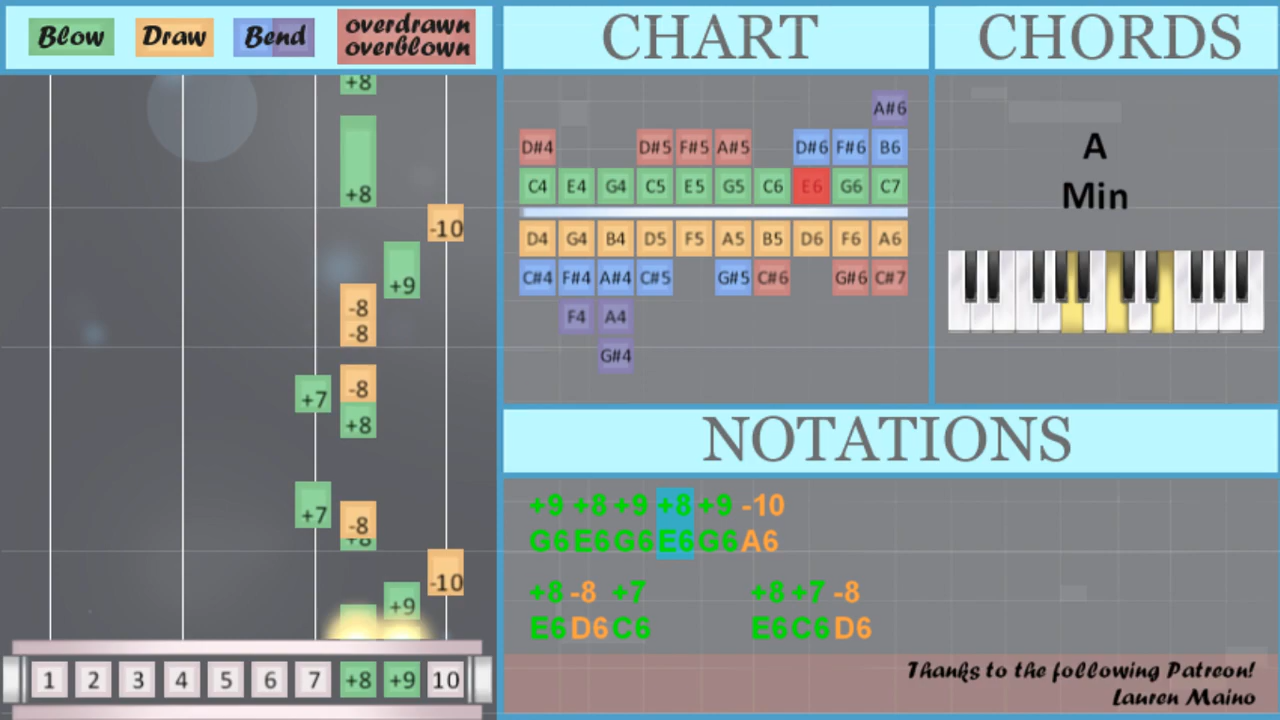 Blow Draw Bend overdrawn
overblown
CHART
CHORDS
+8
+8
-10
+9
-8
-8
-8
+7
+8
+7
-8
+8
-10
+9
1 2 3 4 5 6 7 +8 +9 10
A#6
D#4 D#5 F#5 A#5 D#6 F#6 B6
C4 E4 G4 C5 E5 G5 C6 E6 G6 C7
D4 G4 B4 D5 F5 A5 B5 D6 F6 A6
C#4 F#4 A#4 C#5 G#5 C#6 G#6 C#7
F4 A4
G#4
A
Min
NOTATIONS
+9 +8 +9 +8 +9 -10
G6 E6 G6 E6 G6 A6
+8 -8 +7 +8 +7 -8
E6 D6 C6 E6 C6 D6
Thanks to the following Patreon!
Lauren Maino